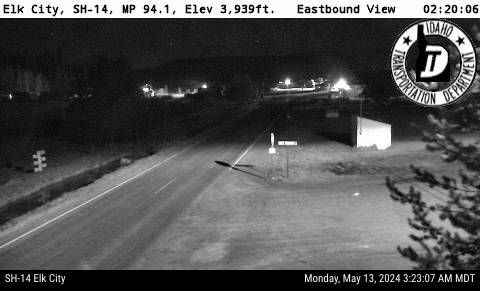 Elk City, SH-14, MP 94.1, Elev 3,939ft. Eastbound View 02:20:06
IDAHO
TRANSPORTATION DEPARTMENT
SH-14 Elk City Monday, May 13, 2024 3:23:07 AM MDT